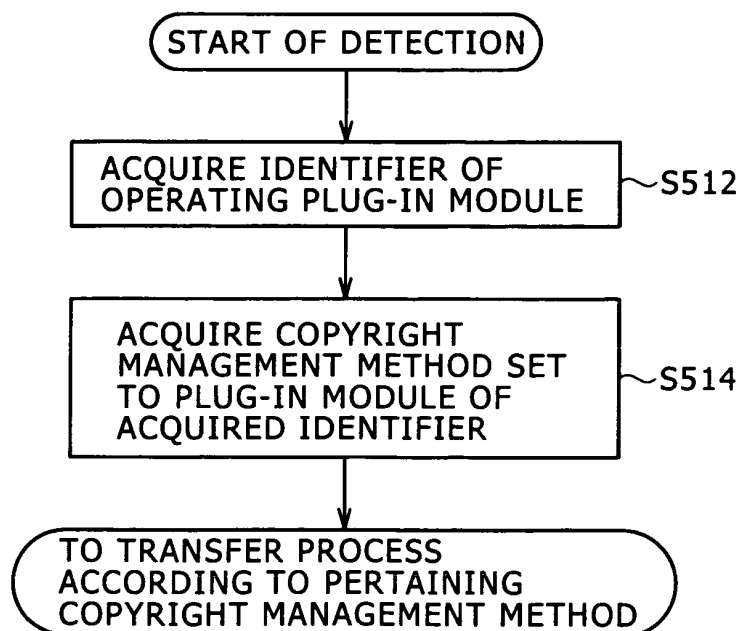 START OF DETECTION
ACQUIRE IDENTIFIER OF
OPERATING PLUG-IN MODULE
S512
ACQUIRE COPYRIGHT
MANAGEMENT METHOD SET
TO PLUG-IN MODULE OF
ACQUIRED IDENTIFIER
S514
TO TRANSFER PROCESS
ACCORDING TO PERTAINING
COPYRIGHT MANAGEMENT METHOD